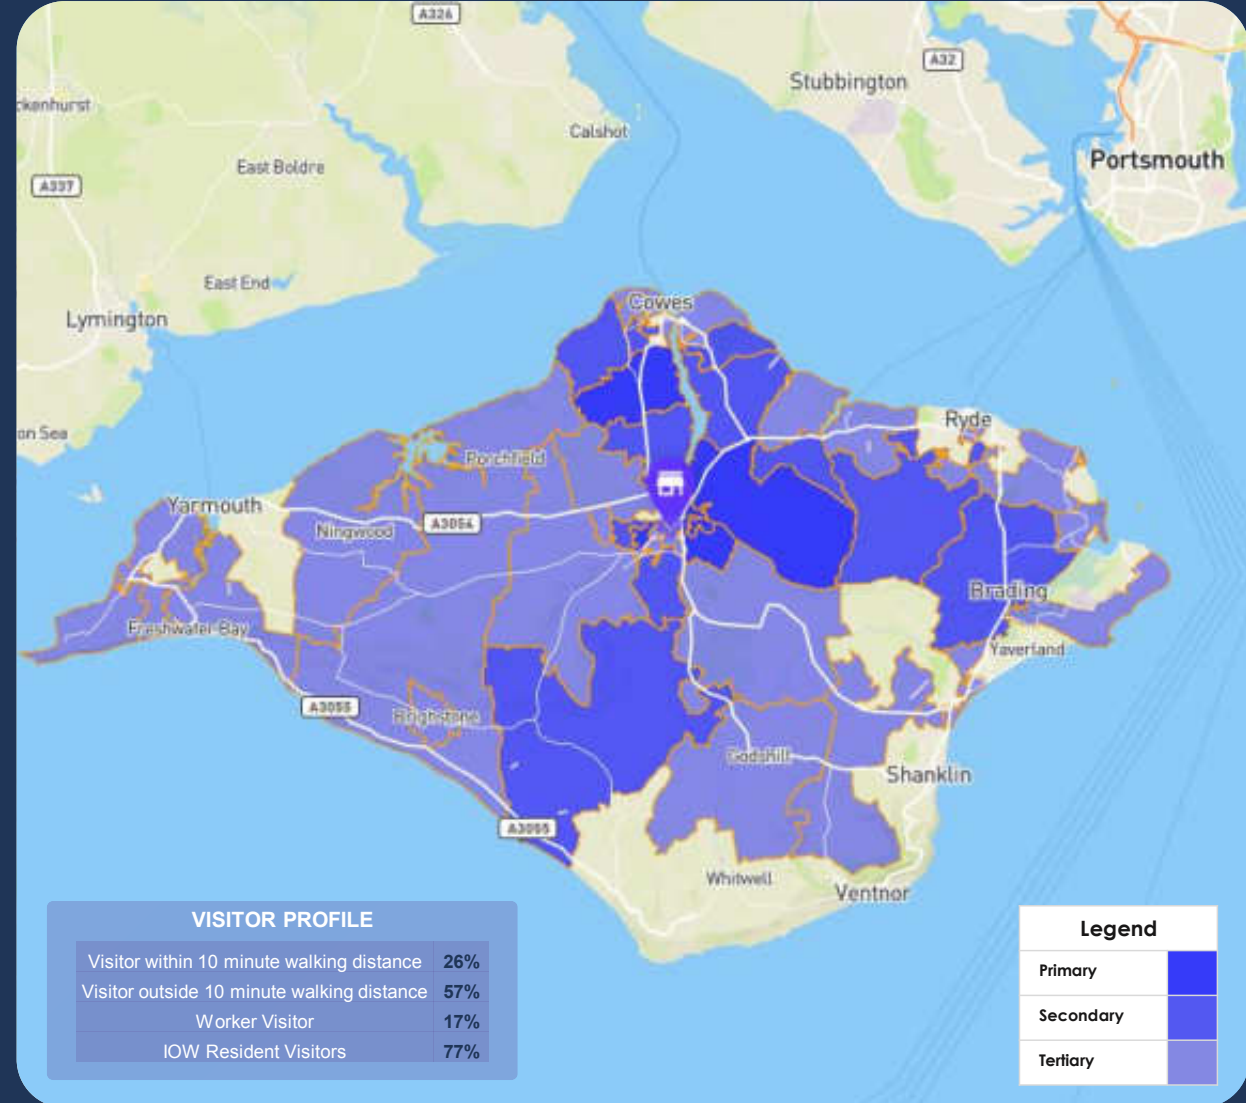 A326
A32
Stubbington
ckenhurst
Calshot
Portsmouth
East Boldre
A337
East End
Lymington
Cowes
Ryde
on Sea
Porchfield
Yarmouth
A3054
Ningwood
Brading
Freshwater Bay
Yaverland
A3055
Brighstone
Godshill
Shanklin
A3055
Whitwell
Ventnor
VISITOR PROFILE
Visitor within 10 minute walking distance 26%
Visitor outside 10 minute walking distance 57%
Worker Visitor 17%
IOW Resident Visitors 77%
Legend
Primary
Secondary
Tertiary